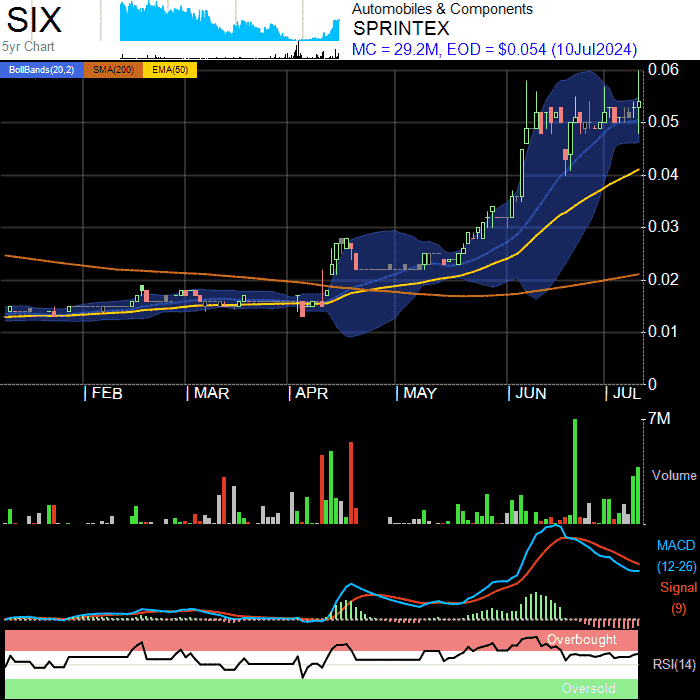 SIX
5yr Chart
Automobiles & Components
SPRINTEX
MC = 29.2M, EOD = $0.054 (10Jul2024)
BollBands(20,2) SMA(200) EMA(50)
0.06
0.05
0.04
0.03
0.02
0.01
0
| FEB | MAR | APR | MAY | JUN | JUL
7M
Volume
MACD
(12-26)
Signal
(9)
Overbought
RSI(14)
Oversold